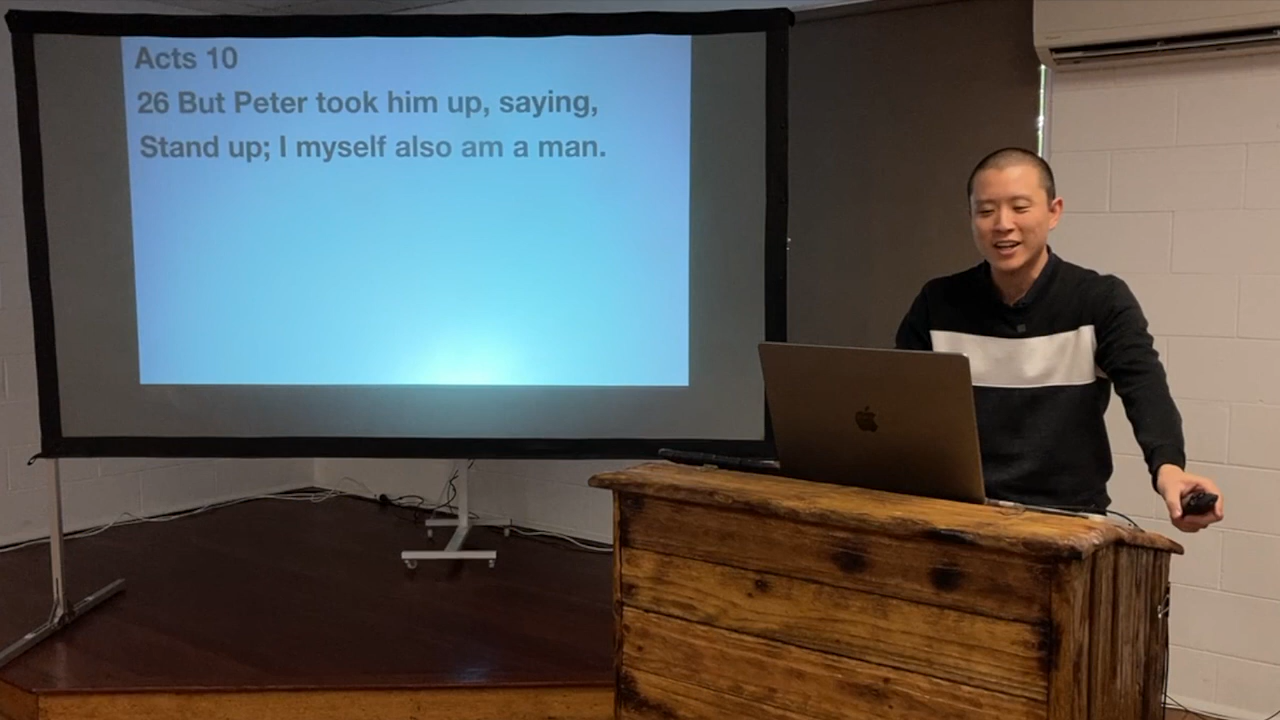 Acts 10
26 But Peter took him up, saying,
Stand up; I myself also am a man.